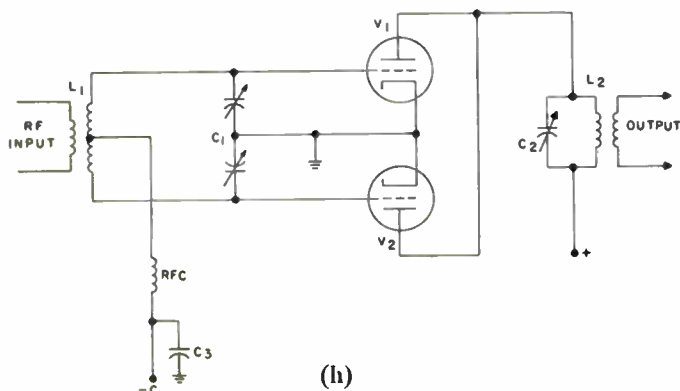 V1
L1
RF
INPUT
C1
L2
C2
OUTPUT
V2
+
RFC
C3
-C
(h)